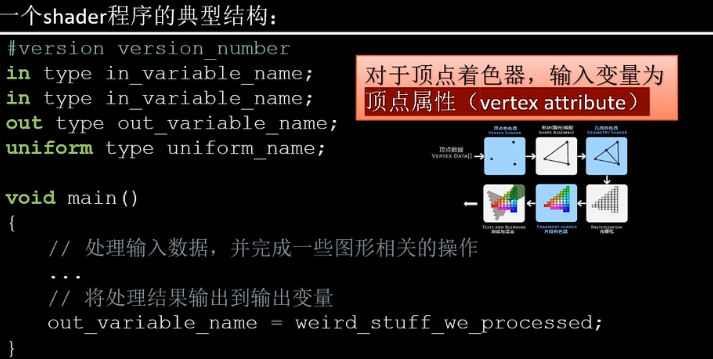 一个shader程序的典型结构：
#version version_number
in type in_variable_name;
in type in_variable_name;
out type out_variable_name;
uniform type uniform_name;
void main()
{
// 处理输入数据，并完成一些图形相关的操作
...
// 将处理结果输出到输出变量
out_variable_name = weird_stuff_we_processed;
}
对于顶点着色器，输入变量为
顶点属性（vertex attribute）
顶点数据
VERTEX DATA[]
顶点着色器
VERTEX SHADER
SHAPE ASSEMBLY
几何着色器
GEOMETRY SHADER
TESTS AND BLENDING
测试与混合
FRAGMENT SHADER
片段着色器
RASTERIZATION
光栅化